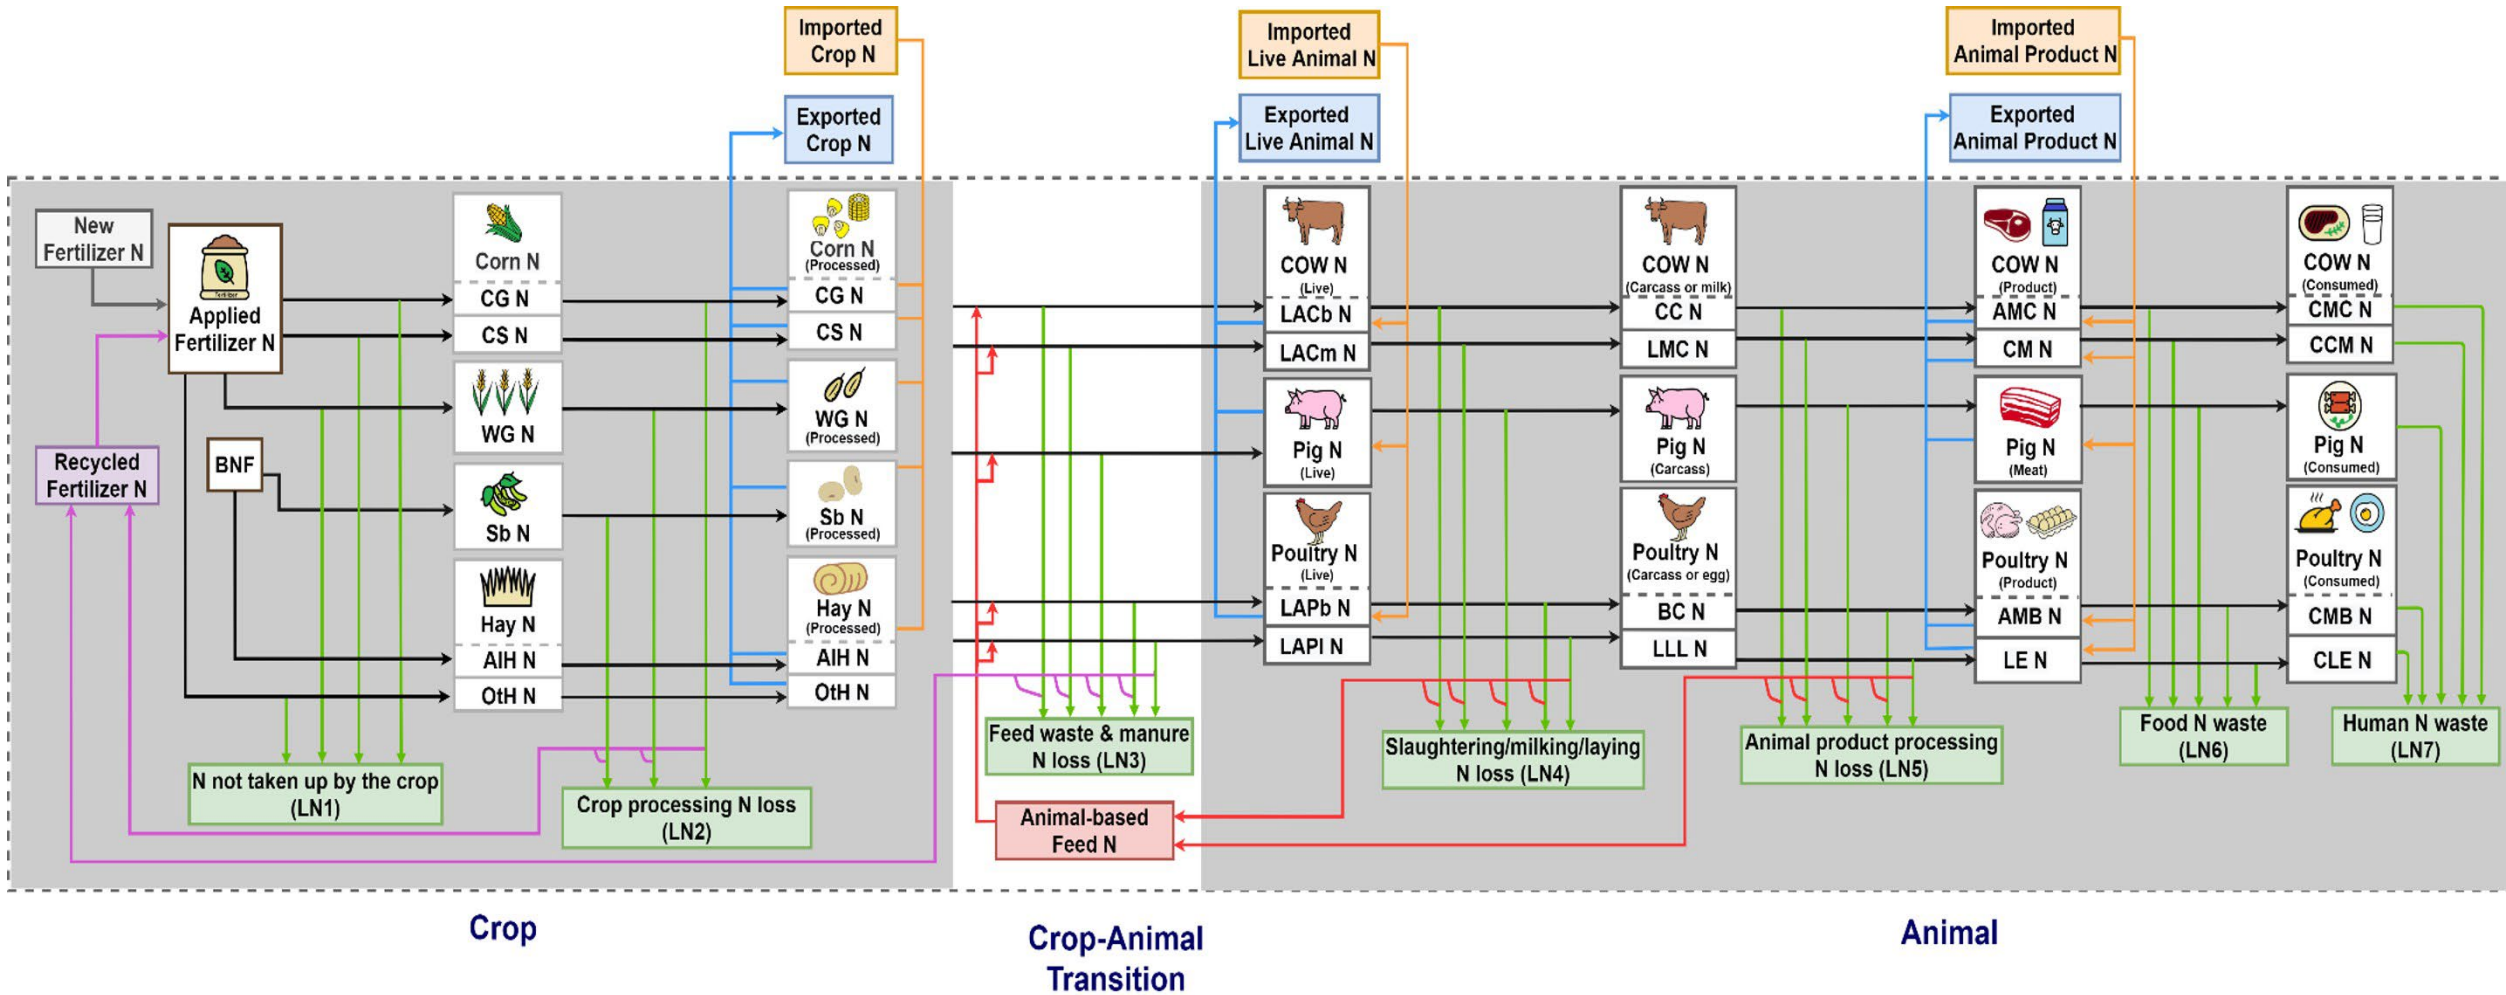 Imported
Crop N
Exported
Crop N
Imported
Live Animal N
Exported
Live Animal N
Imported
Animal Product N
Exported
Animal Product N
New
Fertilizer N
Fertilizer
Applied
Fertilizer N
Recycled
Fertilizer N
BNF
Corn N
CG N
CS N
WG N
Sb N
Hay N
AlH N
OtH N
Corn N
(Processed)
CG N
CS N
WG N
(Processed)
Sb N
(Processed)
Hay N
(Processed)
AlH N
OtH N
N not taken up by the crop
(LN1)
Crop processing N loss
(LN2)
Feed waste & manure
N loss (LN3)
Animal-based
Feed N
COW N
(Live)
LACb N
LACm N
Pig N
(Live)
Poultry N
(Live)
LAPb N
LAPl N
COW N
(Carcass or milk)
CC N
LMC N
Pig N
(Carcass)
Poultry N
(Carcass or egg)
BC N
LLL N
Slaughtering/milking/laying
N loss (LN4)
Animal product processing
N loss (LN5)
COW N
(Product)
AMC N
CM N
Pig N
(Meat)
Poultry N
(Product)
AMB N
LE N
COW N
(Consumed)
CMC N
CCM N
Pig N
(Consumed)
Poultry N
(Consumed)
CMB N
CLE N
Food N waste
(LN6)
Human N waste
(LN7)
Crop
Crop-Animal
Transition
Animal